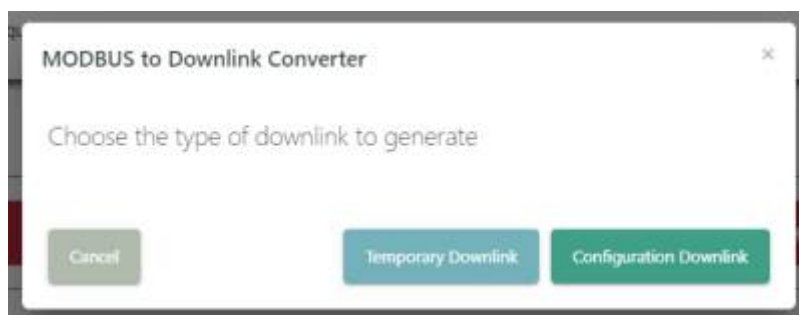 MODBUS to Downlink Converter ×
Choose the type of downlink to generate
Cancel Temporary Downlink Configuration Downlink